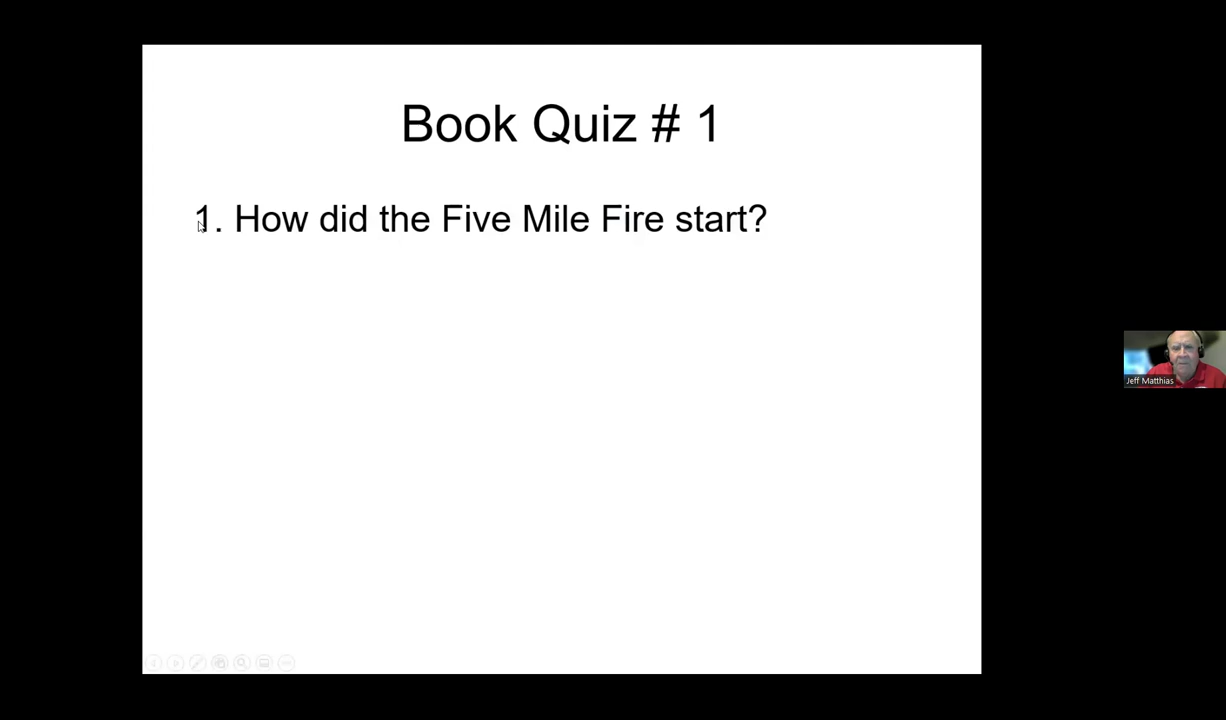 Book Quiz # 1
1. How did the Five Mile Fire start?
Jeff Matthias